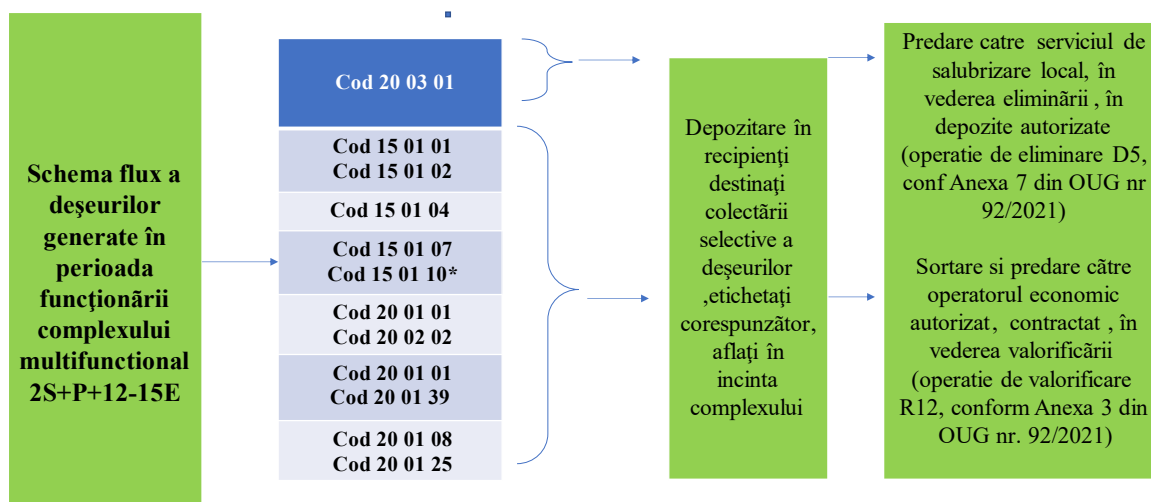 Schema flux a
deşeurilor
generate în
perioada
funcţionării
complexului
multifunctional
2S+P+12-15E
Cod 20 03 01
Cod 15 01 01
Cod 15 01 02
Cod 15 01 04
Cod 15 01 07
Cod 15 01 10*
Cod 20 01 01
Cod 20 02 02
Cod 20 01 01
Cod 20 01 39
Cod 20 01 08
Cod 20 01 25
Depozitare în
recipienţi
destinaţi
colectãrii
selective a
deşeurilor
,etichetaţi
corespunzãtor,
aflaţi în
incinta
complexului
Predare catre serviciul de
salubrizare local, în
vederea eliminãrii , în
depozite autorizate
(operatie de eliminare D5,
conf Anexa 7 din OUG nr
92/2021)
Sortare si predare cãtre
operatorul economic
autorizat, contractat , în
vederea valorificãrii
(operatie de valorificare
R12, conform Anexa 3 din
OUG nr. 92/2021)